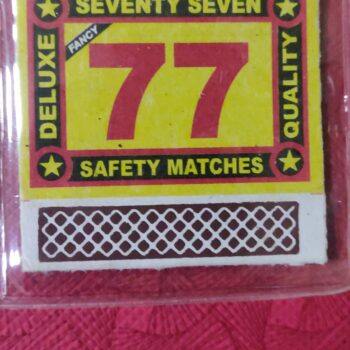 SEVENTY SEVEN
DELUXE
FANCY
77
QUALITY
SAFETY MATCHES